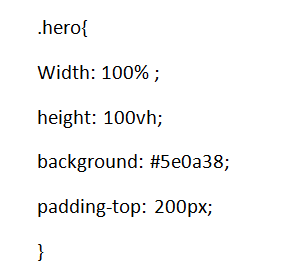 .hero{
Width: 100% ;
height: 100vh;
background: #5e0a38;
padding-top: 200px;
}